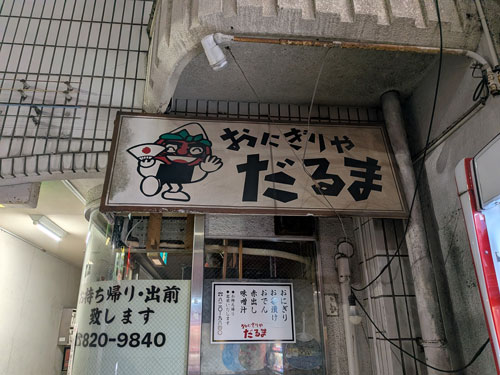 おにぎりや
だるま
お持ち帰り・出前
致します
☎820-9840
おにぎり
お茶漬け
赤出し
おでん
味噌汁
おにぎりや
だるま